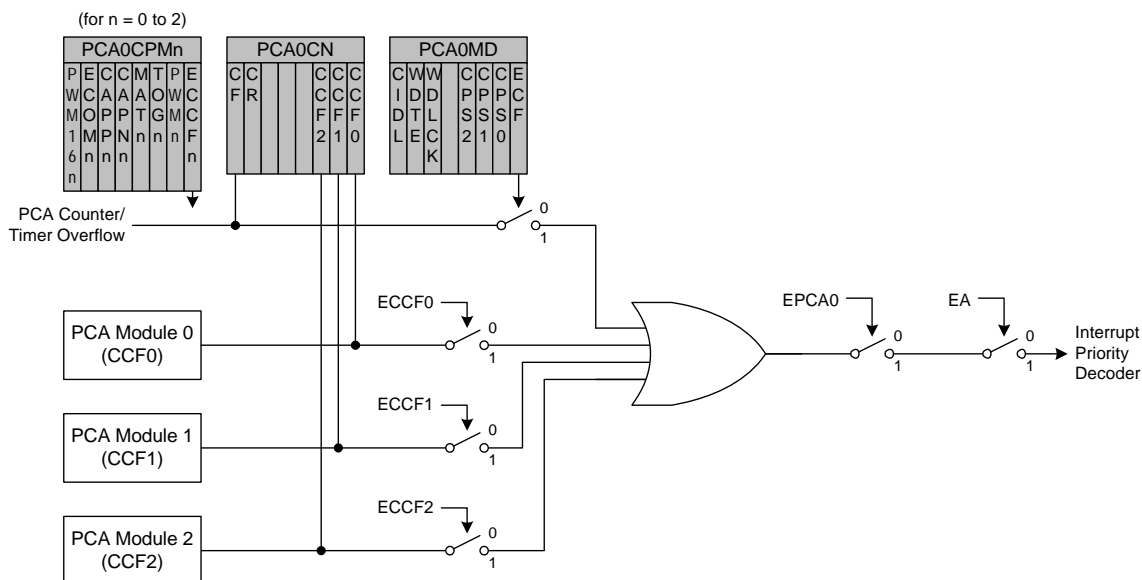 (for n = 0 to 2)
PCA0CPMn
PWM16n
ECOMn
CAPPn
CAPNn
MATn
TOGn
PWMn
ECCFn
PCA0CN
CF
CR
CCF2
CCF1
CCF0
PCA0MD
CIDL
WDTE
WDLCK
CPS2
CPS1
CPS0
ECF
PCA Counter/
Timer Overflow
0
1
PCA Module 0
(CCF0)
ECCF0
0
1
EPCA0
0
1
EA
0
1
Interrupt
Priority
Decoder
PCA Module 1
(CCF1)
ECCF1
0
1
PCA Module 2
(CCF2)
ECCF2
0
1